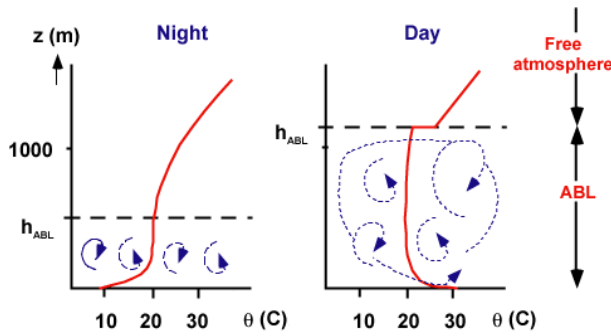 z (m)
Night
Day
Free
atmosphere
h_ABL
1000
ABL
h_ABL
10 20 30 θ (C)
10 20 30 θ (C)